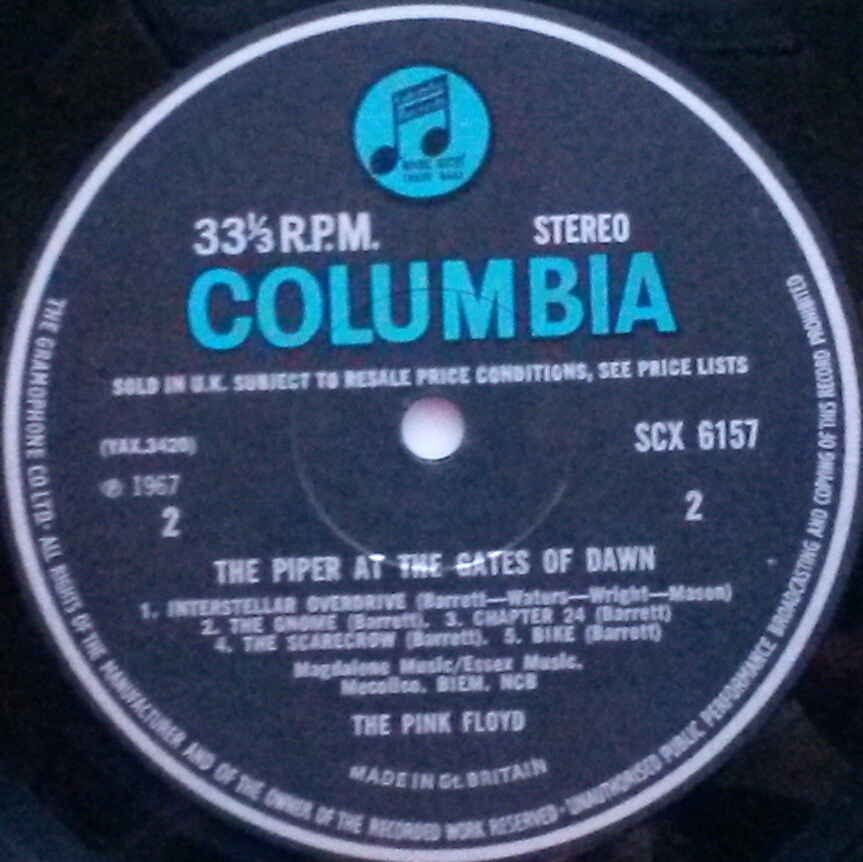 33⅓ R.P.M. STEREO
COLUMBIA
SOLD IN U.K. SUBJECT TO RESALE PRICE CONDITIONS, SEE PRICE LISTS
(YAX.3420) SCX 6157
℗ 1967
2 2
THE PIPER AT THE GATES OF DAWN
1. INTERSTELLAR OVERDRIVE (Barrett—Waters—Wright—Mason)
2. THE GNOME (Barrett). 3. CHAPTER 24 (Barrett)
4. THE SCARECROW (Barrett). 5. BIKE (Barrett)
Magdalene Music/Essex Music.
Mecolico. BIEM. NCB
THE PINK FLOYD
MADE IN Gt. BRITAIN
THE GRAMOPHONE CO. LTD · ALL RIGHTS OF THE MANUFACTURER AND OF THE OWNER OF THE RECORDED WORK RESERVED · UNAUTHORISED PUBLIC PERFORMANCE BROADCASTING AND COPYING OF THIS RECORD PROHIBITED